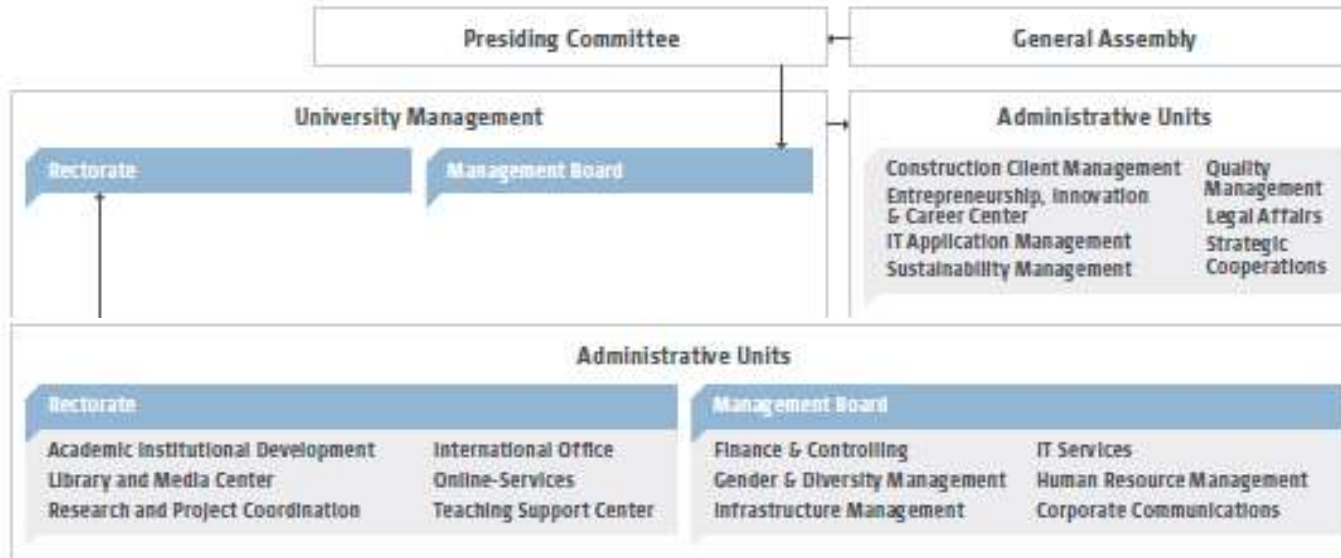 Presiding Committee
General Assembly
University Management
Rectorate
Management Board
Administrative Units
Construction Client Management
Entrepreneurship, Innovation
& Career Center
IT Application Management
Sustainability Management
Quality
Management
Legal Affairs
Strategic
Cooperations
Administrative Units
Rectorate
Academic Institutional Development
Library and Media Center
Research and Project Coordination
International Office
Online-Services
Teaching Support Center
Management Board
Finance & Controlling
Gender & Diversity Management
Infrastructure Management
IT Services
Human Resource Management
Corporate Communications